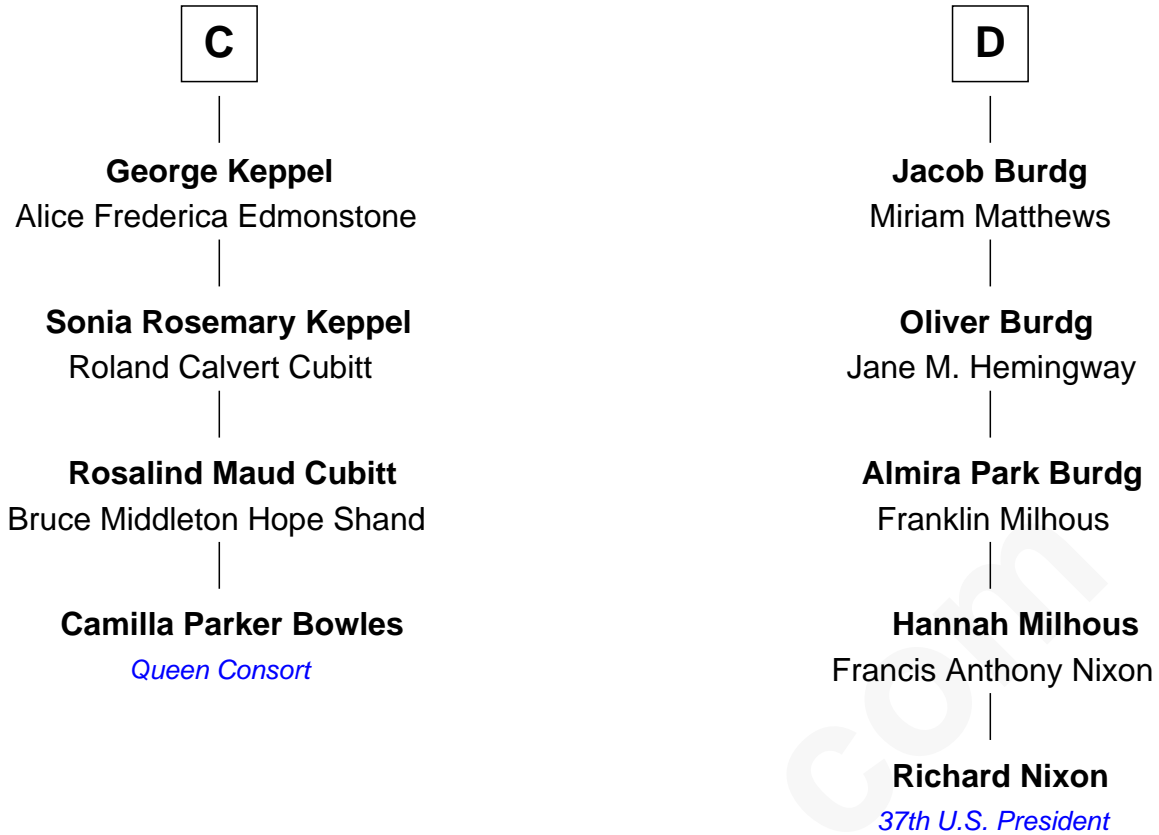 C
George Keppel
Alice Frederica Edmonstone
Sonia Rosemary Keppel
Roland Calvert Cubitt
Rosalind Maud Cubitt
Bruce Middleton Hope Shand
Camilla Parker Bowles
Queen Consort
D
Jacob Burdg
Miriam Matthews
Oliver Burdg
Jane M. Hemingway
Almira Park Burdg
Franklin Milhous
Hannah Milhous
Francis Anthony Nixon
Richard Nixon
37th U.S. President
com